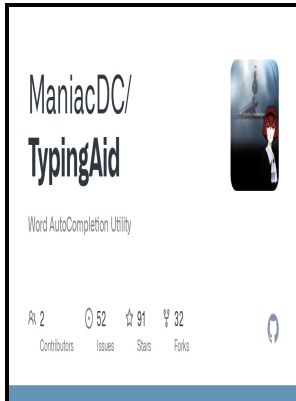 ManiacDC/
TypingAid
Word AutoCompletion Utility
2 52 91 32
Contributors Issues Stars Forks